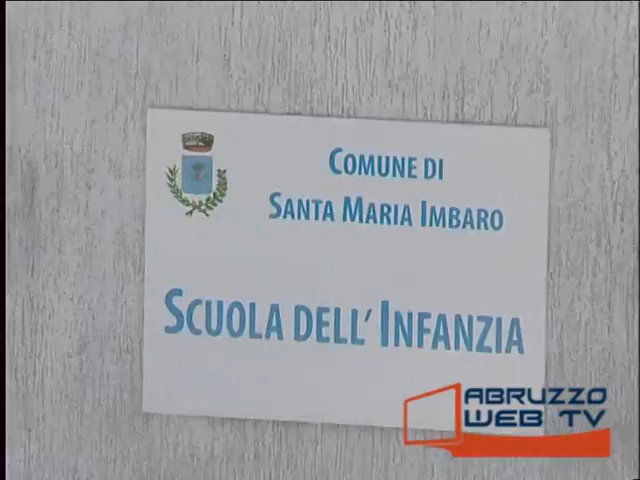 Comune di
Santa Maria Imbaro
Scuola dell'Infanzia
ABRUZZO
WEB TV